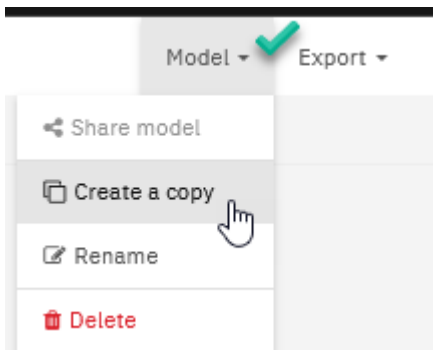 Model Export
Share model
Create a copy
Rename
Delete